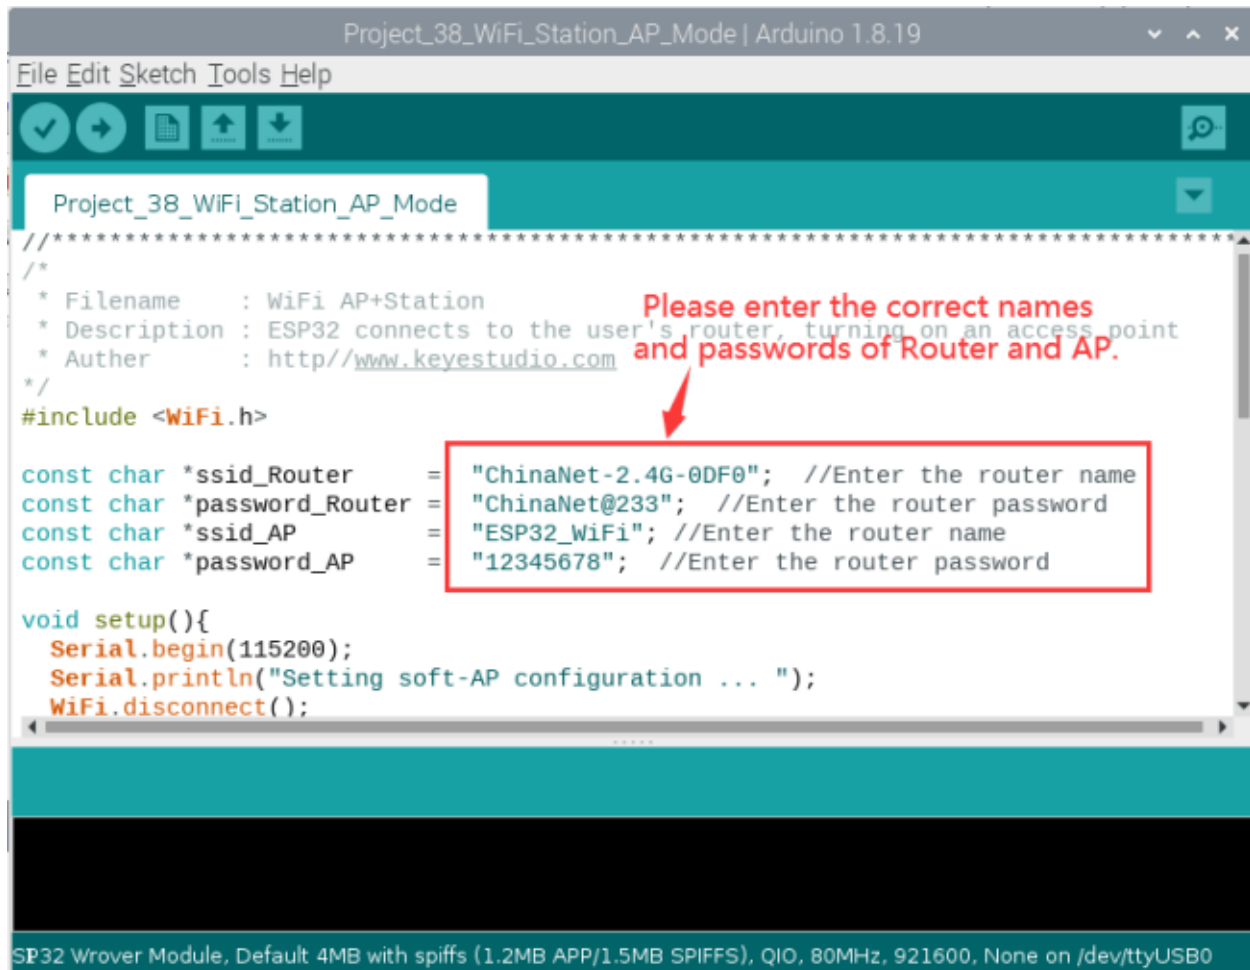 Project_38_WiFi_Station_AP_Mode | Arduino 1.8.19
File Edit Sketch Tools Help
Project_38_WiFi_Station_AP_Mode
//**********************************************************************************
/*
* Filename : WiFi AP+Station
* Description : ESP32 connects to the user's router, turning on an access point
* Auther : http//www.keyestudio.com
*/
Please enter the correct names
and passwords of Router and AP.
#include <WiFi.h>
const char *ssid_Router = "ChinaNet-2.4G-0DF0"; //Enter the router name
const char *password_Router = "ChinaNet@233"; //Enter the router password
const char *ssid_AP = "ESP32_WiFi"; //Enter the router name
const char *password_AP = "12345678"; //Enter the router password
void setup(){
Serial.begin(115200);
Serial.println("Setting soft-AP configuration ... ");
WiFi.disconnect();
SP32 Wrover Module, Default 4MB with spiffs (1.2MB APP/1.5MB SPIFFS), QIO, 80MHz, 921600, None on /dev/ttyUSB0